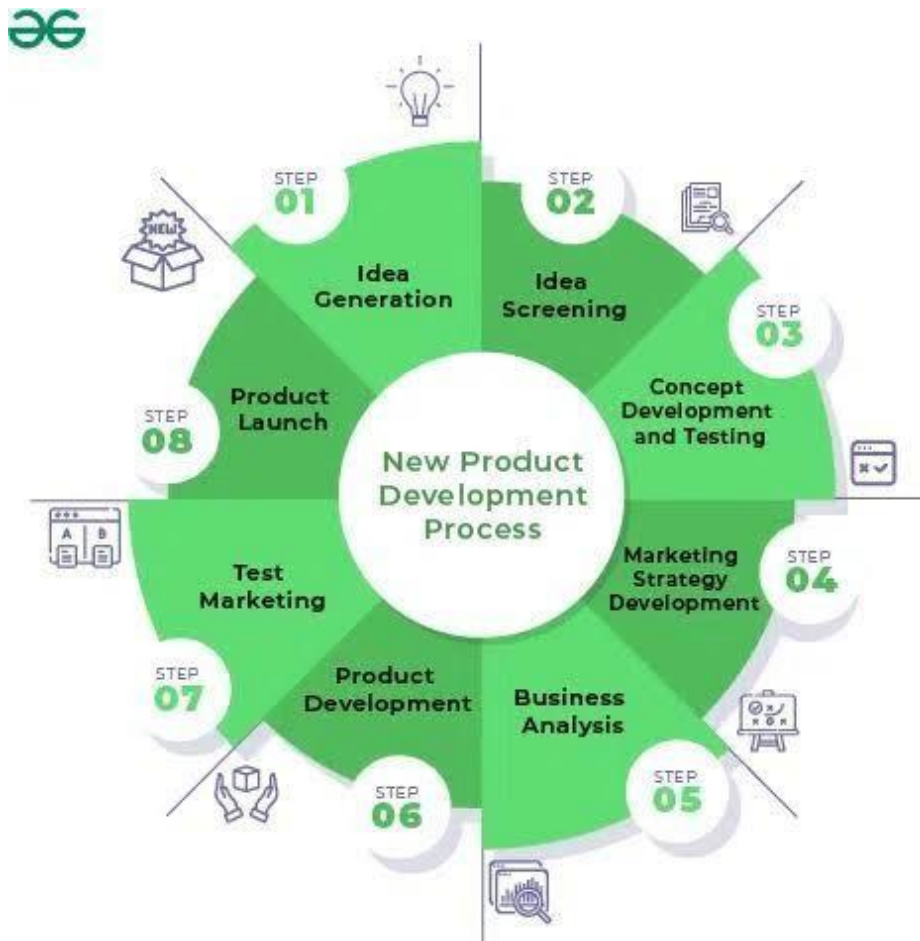 STEP
01
Idea
Generation
STEP
02
Idea
Screening
STEP
03
Concept
Development
and Testing
STEP
04
Marketing
Strategy
Development
STEP
05
Business
Analysis
STEP
06
Product
Development
STEP
07
Test
Marketing
STEP
08
Product
Launch
New Product
Development
Process
NEW
A B